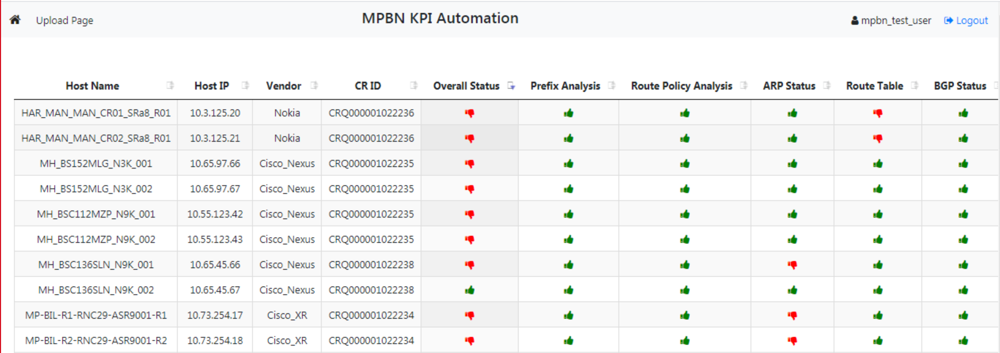 Upload Page MPBN KPI Automation mpbn_test_user Logout
Host Name Host IP Vendor CR ID Overall Status Prefix Analysis Route Policy Analysis ARP Status Route Table BGP Status
HAR_MAN_MAN_CR01_SRa8_R01 10.3.125.20 Nokia CRQ000001022236
HAR_MAN_MAN_CR02_SRa8_R01 10.3.125.21 Nokia CRQ000001022236
MH_BS152MLG_N3K_001 10.65.97.66 Cisco_Nexus CRQ000001022235
MH_BS152MLG_N3K_002 10.65.97.67 Cisco_Nexus CRQ000001022235
MH_BSC112MZP_N9K_001 10.55.123.42 Cisco_Nexus CRQ000001022235
MH_BSC112MZP_N9K_002 10.55.123.43 Cisco_Nexus CRQ000001022235
MH_BSC136SLN_N9K_001 10.65.45.66 Cisco_Nexus CRQ000001022238
MH_BSC136SLN_N9K_002 10.65.45.67 Cisco_Nexus CRQ000001022238
MP-BIL-R1-RNC29-ASR9001-R1 10.73.254.17 Cisco_XR CRQ000001022234
MP-BIL-R2-RNC29-ASR9001-R2 10.73.254.18 Cisco_XR CRQ000001022234